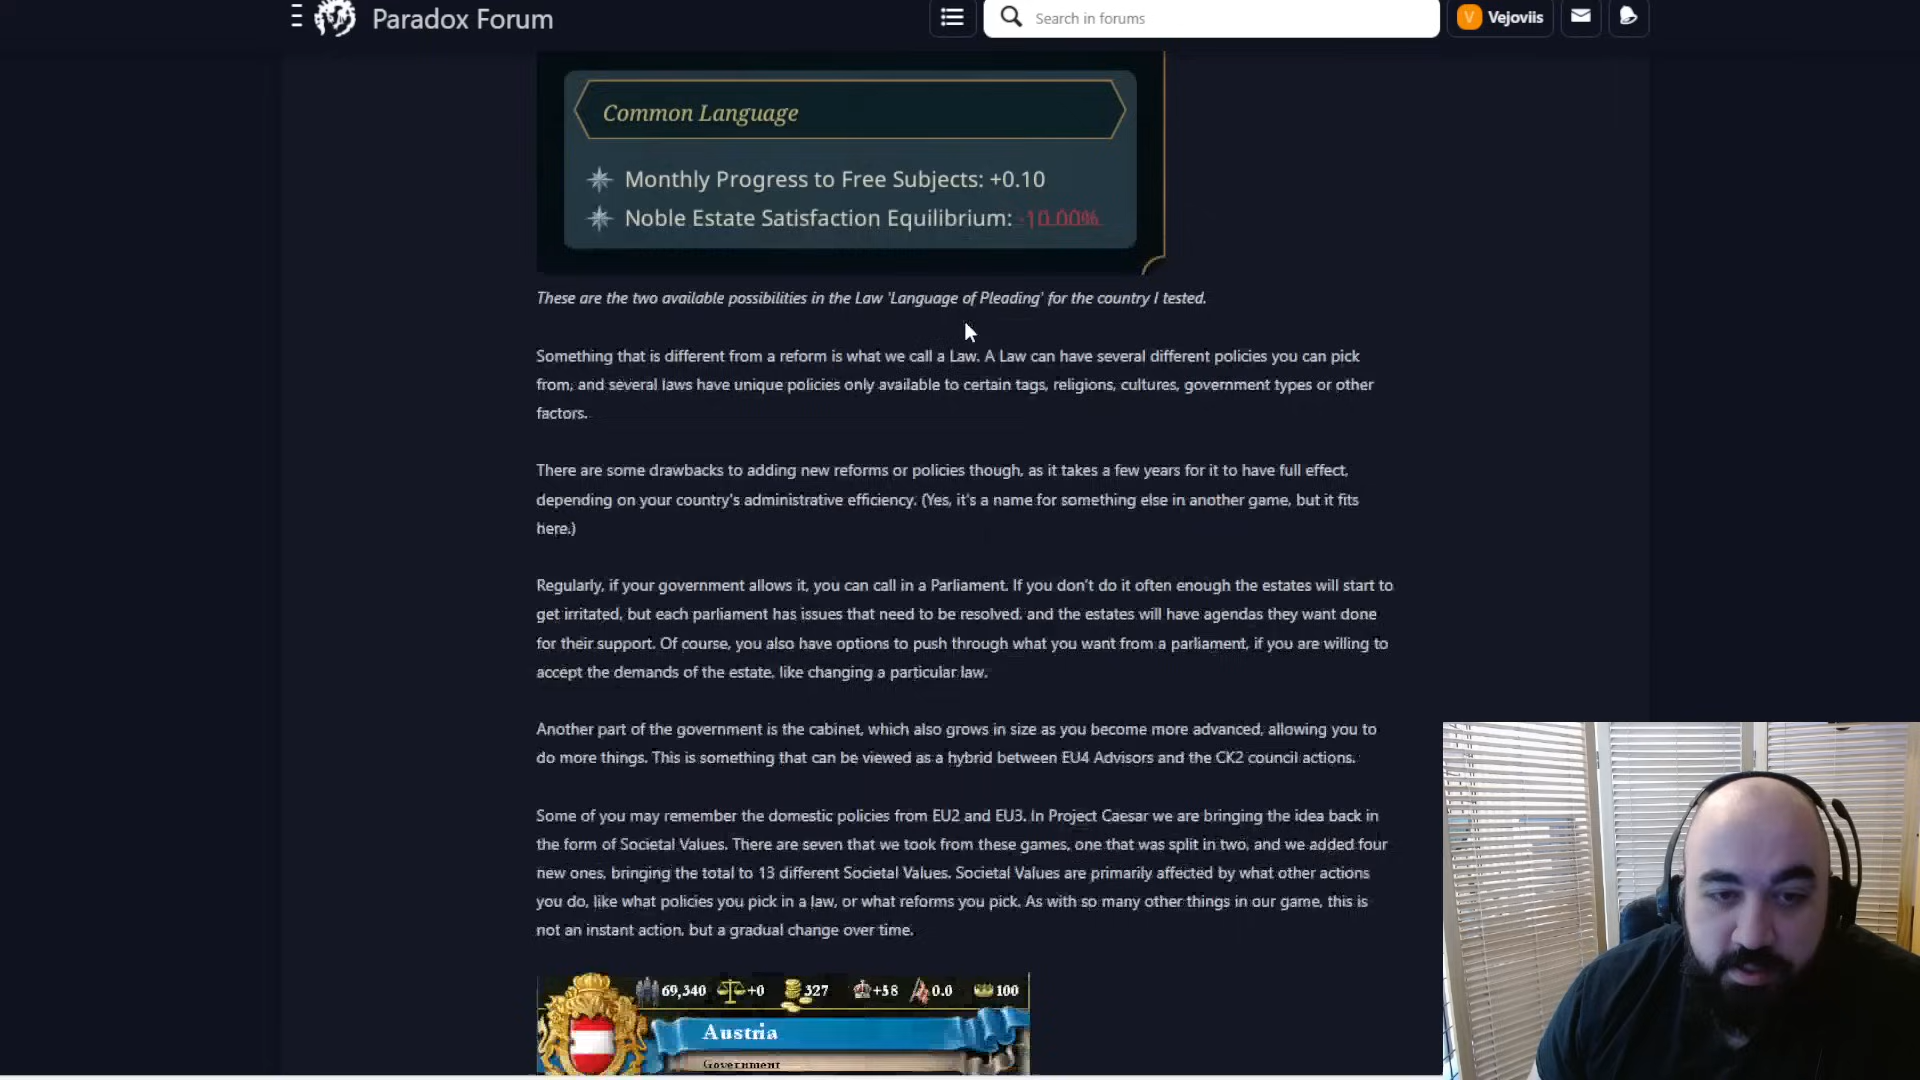 Paradox Forum
Search in forums
V
Vejoviis
Common Language
Monthly Progress to Free Subjects: +0.10
Noble Estate Satisfaction Equilibrium: -10.00%
These are the two available possibilities in the Law 'Language of Pleading' for the country I tested.
Something that is different from a reform is what we call a Law. A Law can have several different policies you can pick
from, and several laws have unique policies only available to certain tags, religions, cultures, government types or other
factors.
There are some drawbacks to adding new reforms or policies though, as it takes a few years for it to have full effect,
depending on your country's administrative efficiency. (Yes, it's a name for something else in another game, but it fits
here.)
Regularly, if your government allows it, you can call in a Parliament. If you don't do it often enough the estates will start to
get irritated, but each parliament has issues that need to be resolved, and the estates will have agendas they want done
for their support. Of course, you also have options to push through what you want from a parliament, if you are willing to
accept the demands of the estate, like changing a particular law.
Another part of the government is the cabinet, which also grows in size as you become more advanced, allowing you to
do more things. This is something that can be viewed as a hybrid between EU4 Advisors and the CK2 council actions.
Some of you may remember the domestic policies from EU2 and EU3. In Project Caesar we are bringing the idea back in
the form of Societal Values. There are seven that we took from these games, one that was split in two, and we added four
new ones, bringing the total to 13 different Societal Values. Societal Values are primarily affected by what other actions
you do, like what policies you pick in a law, or what reforms you pick. As with so many other things in our game, this is
not an instant action, but a gradual change over time.
69,340 +0 327 +38 0.0 100
Austria
Government